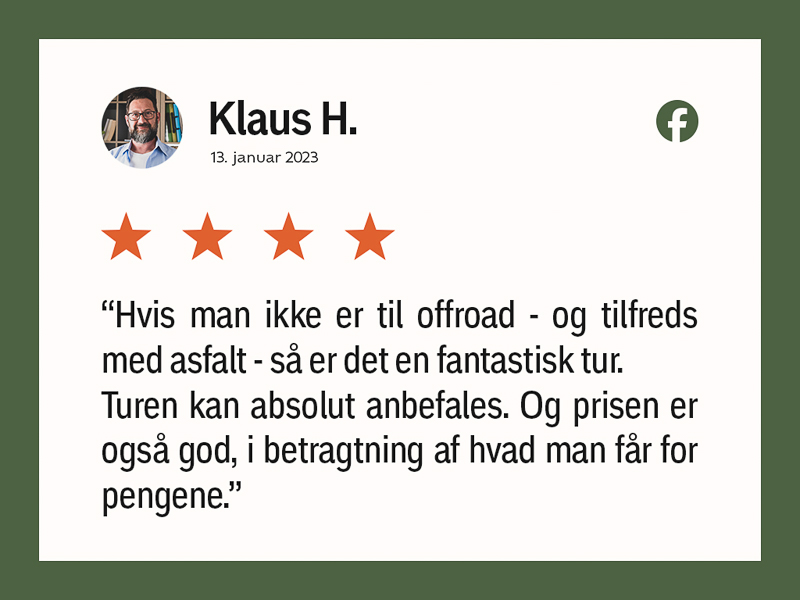 Klaus H.
13. januar 2023
“Hvis man ikke er til offroad - og tilfreds
med asfalt - så er det en fantastisk tur.
Turen kan absolut anbefales. Og prisen er
også god, i betragtning af hvad man får for
pengene.”